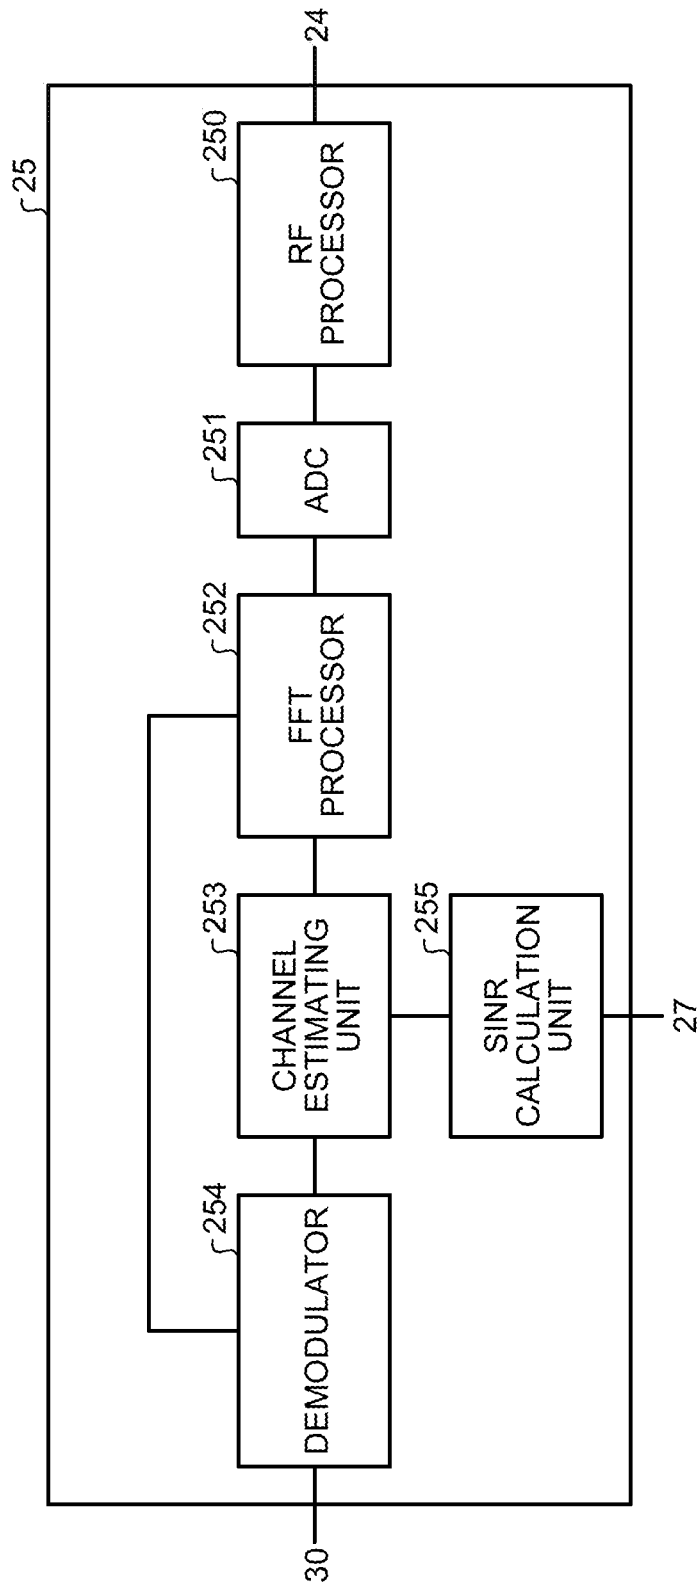 25
30
254
DEMODULATOR
253
CHANNEL
ESTIMATING
UNIT
255
SINR
CALCULATION
UNIT
27
252
FFT
PROCESSOR
251
ADC
250
RF
PROCESSOR
24